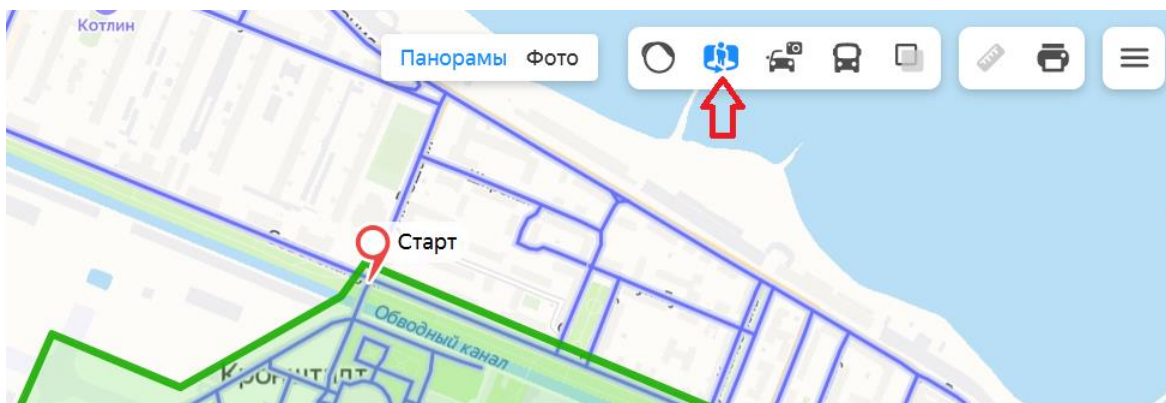 Котлин
Панорамы Фото
Старт
Обводный канал
Кронштадт